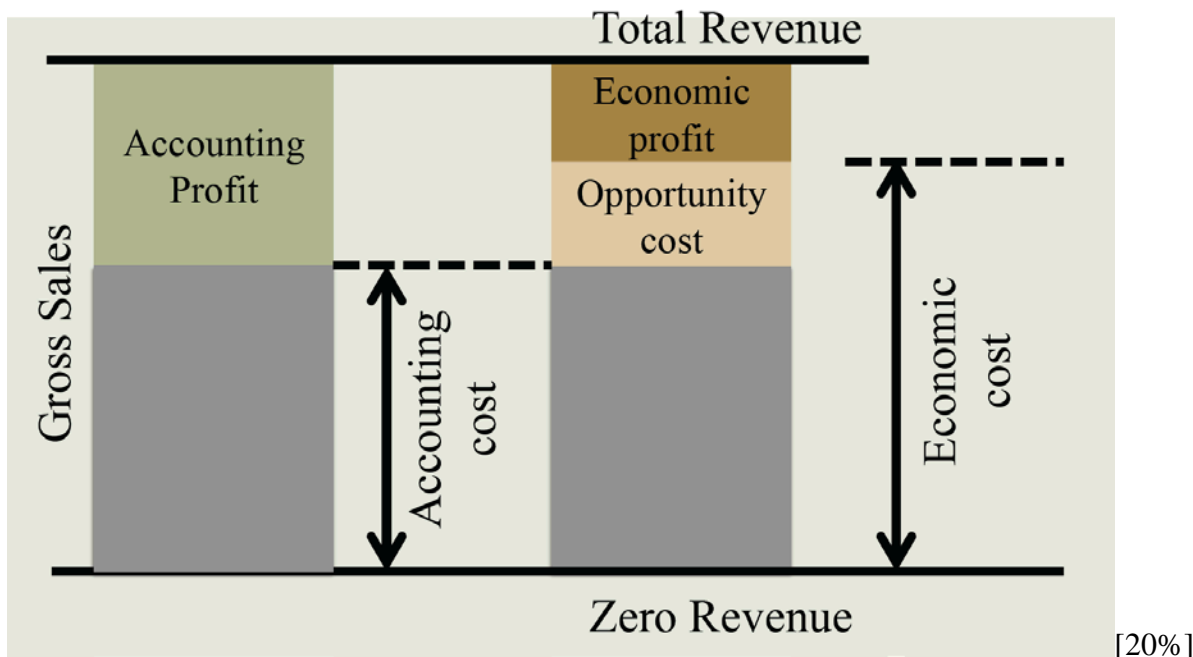 Total Revenue
Accounting
Profit
Economic
profit
Opportunity
cost
Gross Sales
Accounting
cost
Economic
cost
Zero Revenue
[20%]